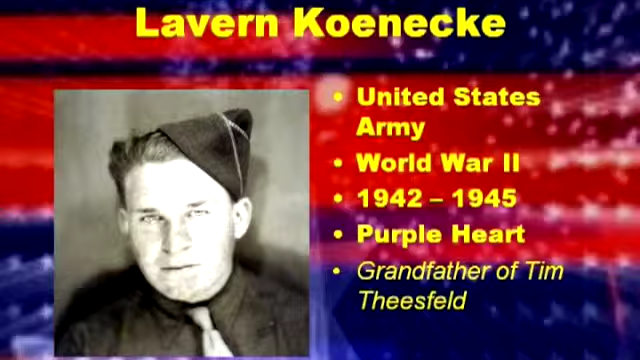 Lavern Koenecke
• United States
Army
• World War II
• 1942 – 1945
• Purple Heart
• Grandfather of Tim
Theesfeld